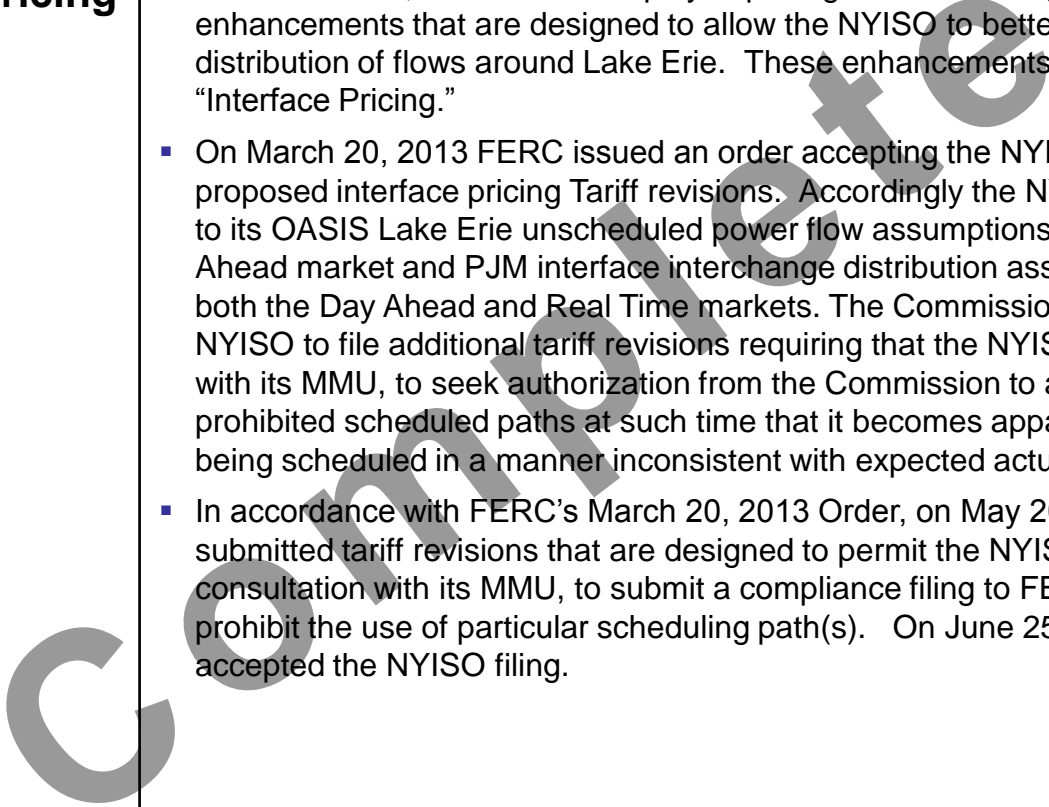 ricing
enhancements that are designed to allow the NYISO to bette
distribution of flows around Lake Erie. These enhancements
“Interface Pricing.”
▪ On March 20, 2013 FERC issued an order accepting the NYI
proposed interface pricing Tariff revisions. Accordingly the N
to its OASIS Lake Erie unscheduled power flow assumptions
Ahead market and PJM interface interchange distribution ass
both the Day Ahead and Real Time markets. The Commissio
NYISO to file additional tariff revisions requiring that the NYIS
with its MMU, to seek authorization from the Commission to a
prohibited scheduled paths at such time that it becomes appa
being scheduled in a manner inconsistent with expected actu
▪ In accordance with FERC’s March 20, 2013 Order, on May 2
submitted tariff revisions that are designed to permit the NYIS
consultation with its MMU, to submit a compliance filing to FE
prohibit the use of particular scheduling path(s). On June 25
accepted the NYISO filing.
Complete